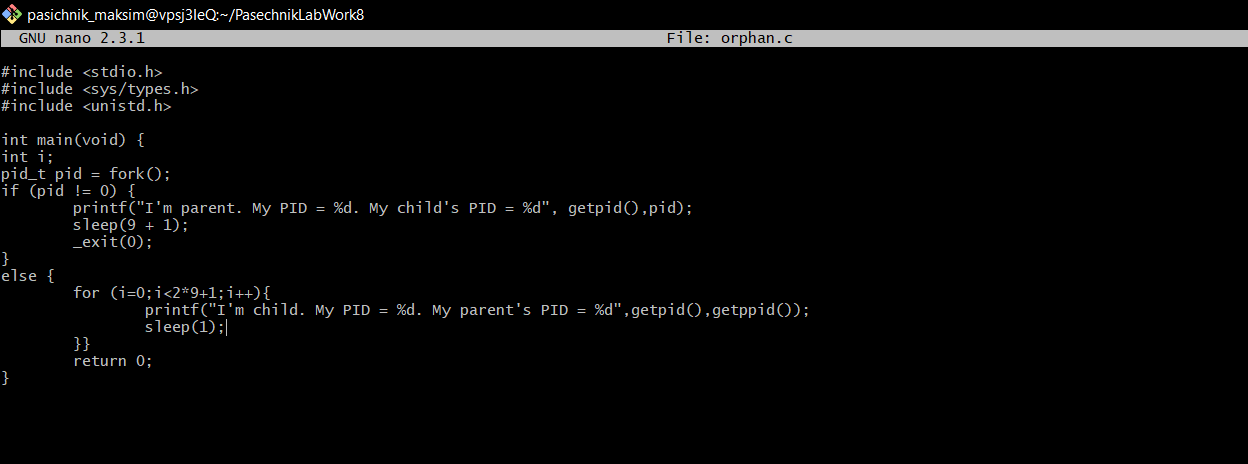 pasichnik_maksim@vpsj3IeQ:~/PasechnikLabWork8
GNU nano 2.3.1 File: orphan.c
#include <stdio.h>
#include <sys/types.h>
#include <unistd.h>
int main(void) {
int i;
pid_t pid = fork();
if (pid != 0) {
printf("I'm parent. My PID = %d. My child's PID = %d", getpid(),pid);
sleep(9 + 1);
_exit(0);
}
else {
for (i=0;i<2*9+1;i++){
printf("I'm child. My PID = %d. My parent's PID = %d",getpid(),getppid());
sleep(1);
}}
return 0;
}